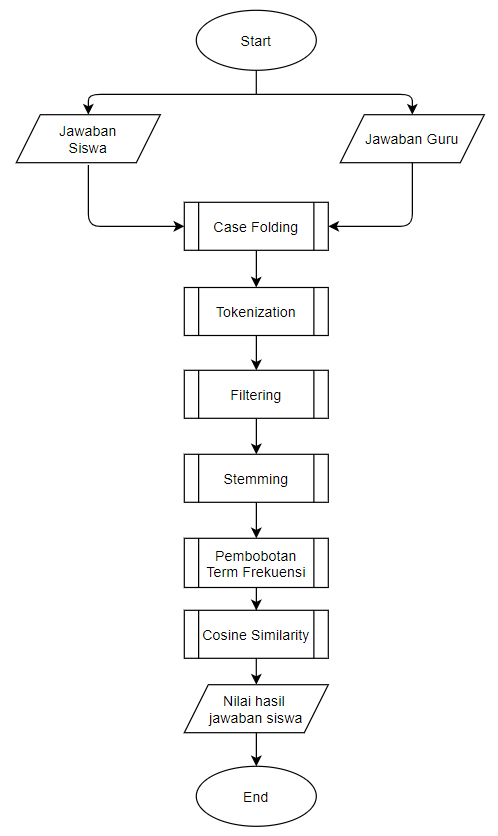 Start
Jawaban
Siswa
Jawaban Guru
Case Folding
Tokenization
Filtering
Stemming
Pembobotan
Term Frekuensi
Cosine Similarity
Nilai hasil
jawaban siswa
End